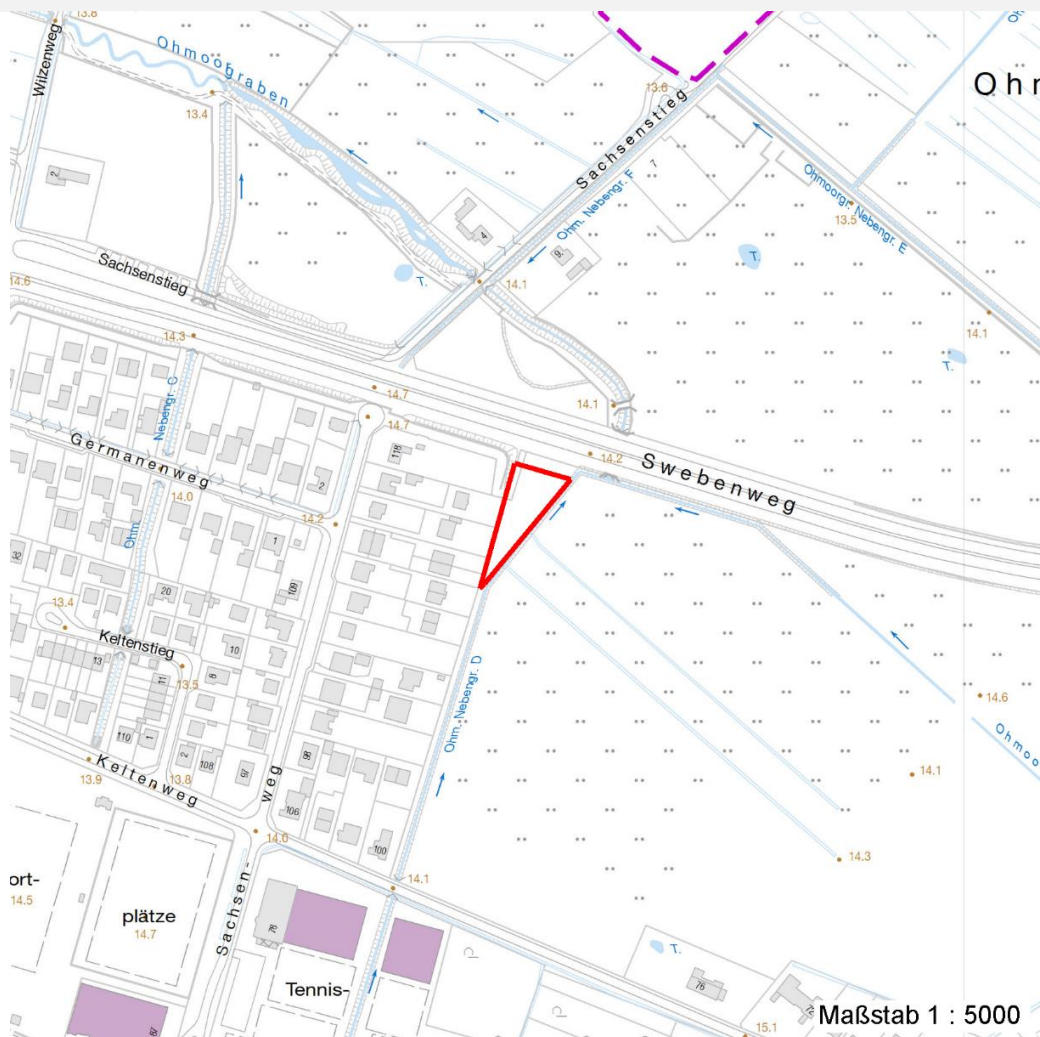 13.8
Wilzenweg
Ohmoograben
13.4
2
13.6
Sachsenstieg
Ohm. Nebengr. F
7
4
9
T.
14.1
Ohmoorgr. Nebengr. E
13.5
T.
14.1
T.
Sachsenstieg
14.6
14.3
14.7
14.7
14.1
14.2
Swebenweg
Nebengr. C
Germanenweg
118
2
14.0
14.2
Ohm
1
32
109
20
13.4
Keltenstieg
10
13
11
13.5
8
Ohm. Nebengr. D
14.6
110
1
2
108
97
98
13.9
Keltenweg
13.8
weg
106
100
14.1
14.3
14.0
14.1
ort-
14.5
plätze
14.7
Sachsen-
78
Tennis-
T.
76
72
67
15.1
Maßstab 1 : 5000